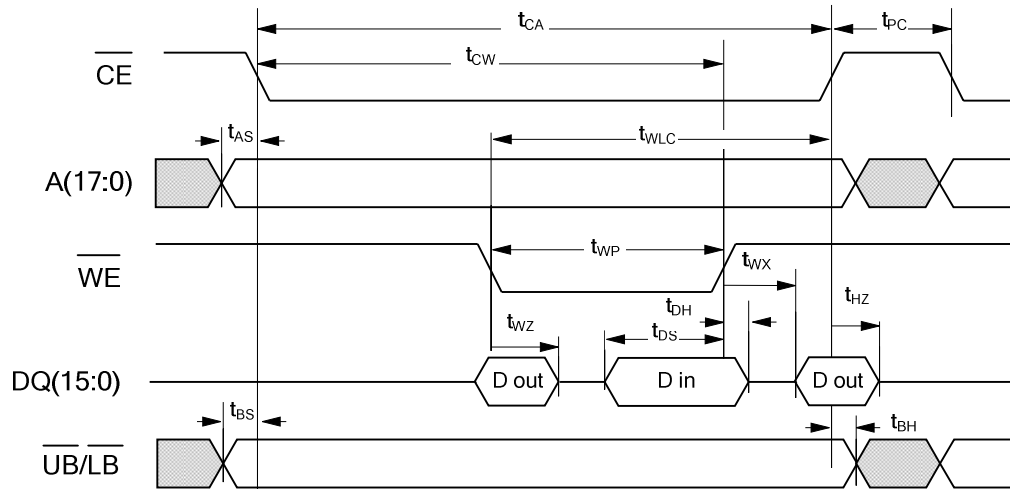 tCA
tPC
CE
tCW
tAS
tWLC
A(17:0)
WE
tWP
tWX
tDH
tHZ
tWZ
tDS
DQ(15:0)
D out
D in
D out
tBS
tBH
UB/LB